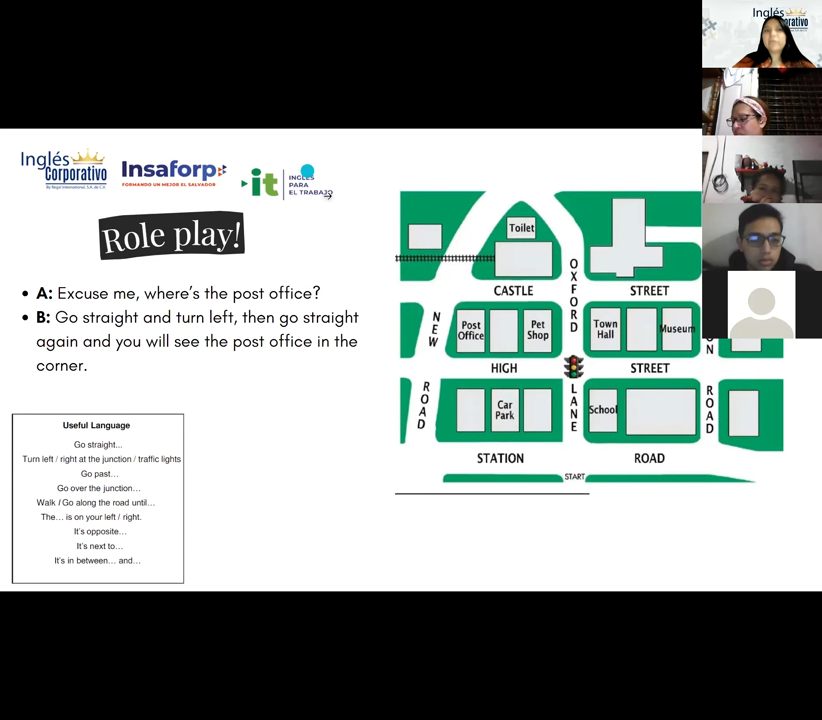 Inglés
Corporativo
By Regal International, S.A. de C.V.
Insaforp
FORMANDO UN MEJOR EL SALVADOR
it
INGLÉS
PARA
EL TRABAJO
Role play!
• A: Excuse me, where's the post office?
• B: Go straight and turn left, then go straight
again and you will see the post office in the
corner.
Useful Language
Go straight...
Turn left / right at the junction / traffic lights
Go past…
Go over the junction…
Walk / Go along the road until…
The… is on your left / right.
It's opposite…
It's next to…
It's in between… and…
Toilet
CASTLE
STREET
OXFORD
LANE
NEW
ROAD
Post
Office
Pet
Shop
Town
Hall
Museum
HIGH
STREET
Car
Park
School
ROAD
STATION
ROAD
START
Inglés